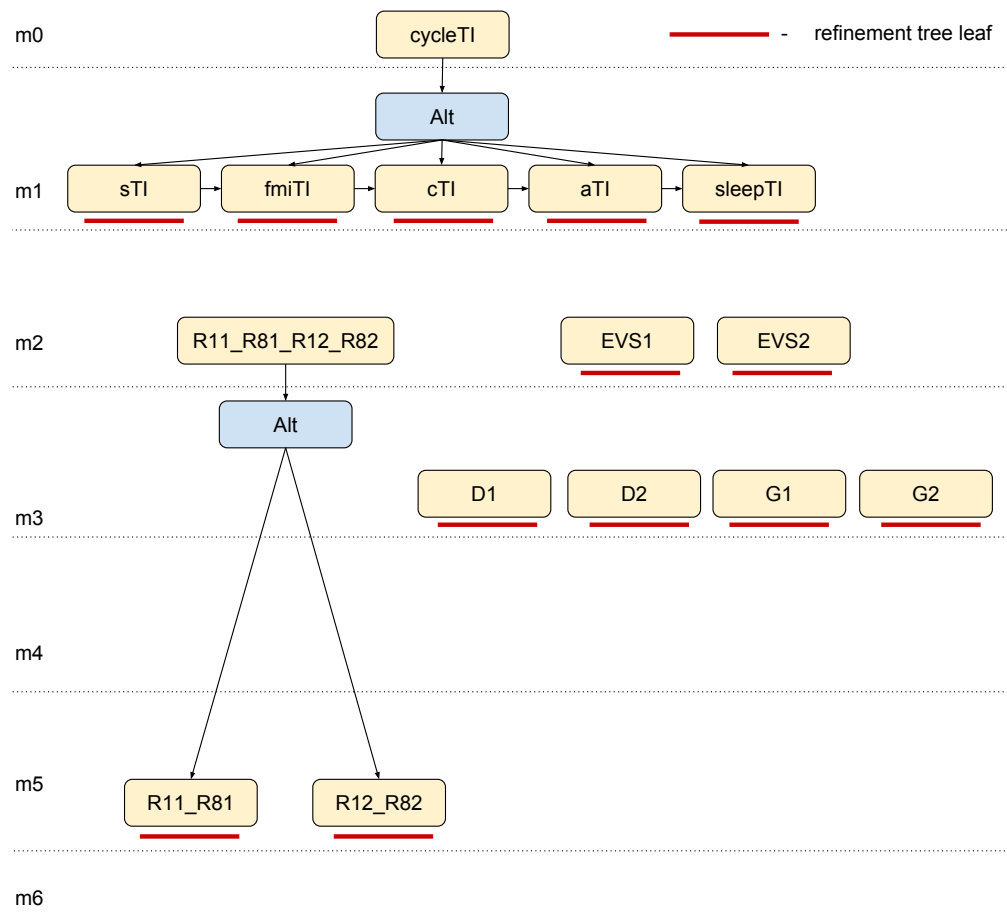 m0
cycleTI
- refinement tree leaf
Alt
m1
sTI
fmiTI
cTI
aTI
sleepTI
m2
R11_R81_R12_R82
EVS1
EVS2
Alt
m3
D1
D2
G1
G2
m4
m5
R11_R81
R12_R82
m6